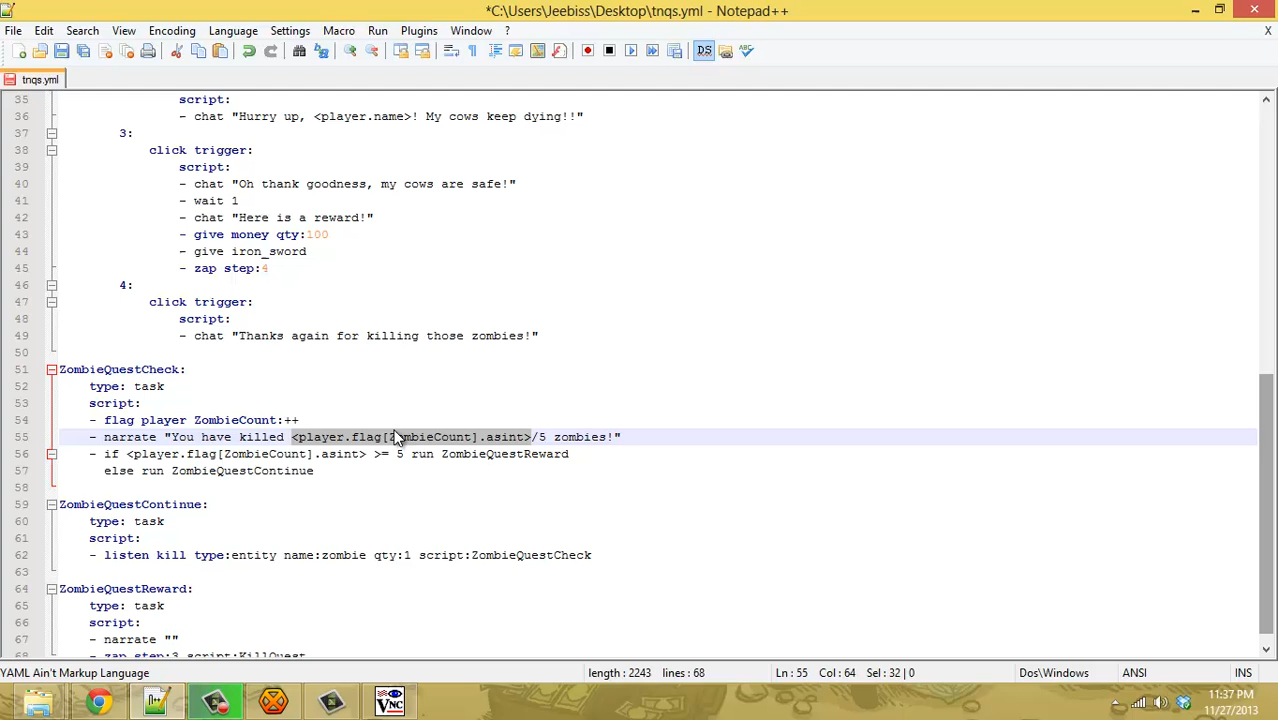 *C:\Users\Jeebiss\Desktop\tnqs.yml - Notepad++
File Edit Search View Encoding Language Settings Macro Run Plugins Window ? X
DS ABC
tnqs.yml
35 script:
36 - chat "Hurry up, <player.name>! My cows keep dying!!"
37 3:
38 click trigger:
39 script:
40 - chat "Oh thank goodness, my cows are safe!"
41 - wait 1
42 - chat "Here is a reward!"
43 - give money qty:100
44 - give iron_sword
45 - zap step:4
46 4:
47 click trigger:
48 script:
49 - chat "Thanks again for killing those zombies!"
50
51 ZombieQuestCheck:
52 type: task
53 script:
54 - flag player ZombieCount:++
55 - narrate "You have killed <player.flag[ZombieCount].asint>/5 zombies!"
56 - if <player.flag[ZombieCount].asint> >= 5 run ZombieQuestReward
57 else run ZombieQuestContinue
58
59 ZombieQuestContinue:
60 type: task
61 script:
62 - listen kill type:entity name:zombie qty:1 script:ZombieQuestCheck
63
64 ZombieQuestReward:
65 type: task
66 script:
67 - narrate ""
68 - zap step:3 script:KillQuest
YAML Ain't Markup Language length : 2243 lines : 68 Ln : 55 Col : 64 Sel : 32 | 0 Dos\Windows ANSI INS
VNC
11:37 PM
11/27/2013